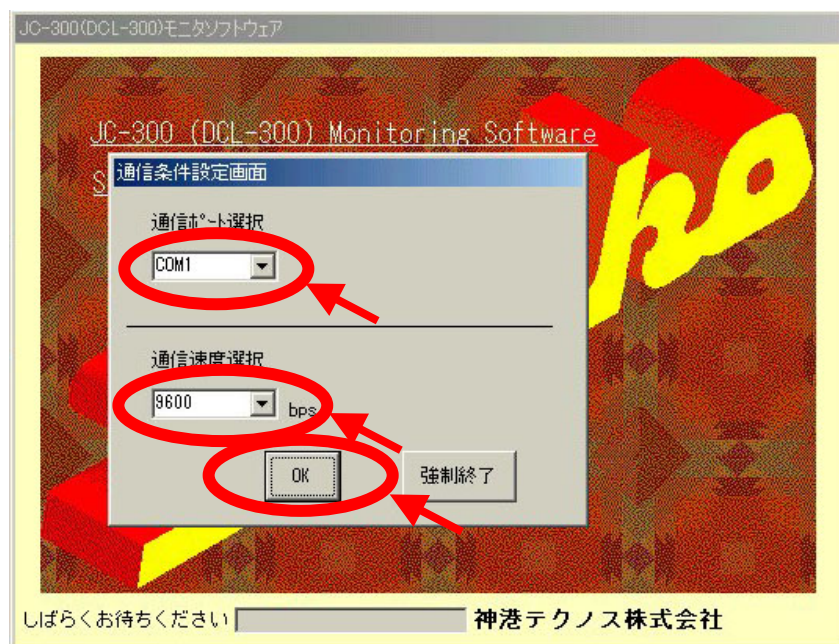 JC-300(DCL-300)モニタソフトウェア
JC-300 (DCL-300) Monitoring Software
S
通信条件設定画面
通信ﾎﾟｰﾄ選択
COM1
通信速度選択
9600 bps
OK 強制終了
ho
しばらくお待ちください 神港テクノス株式会社